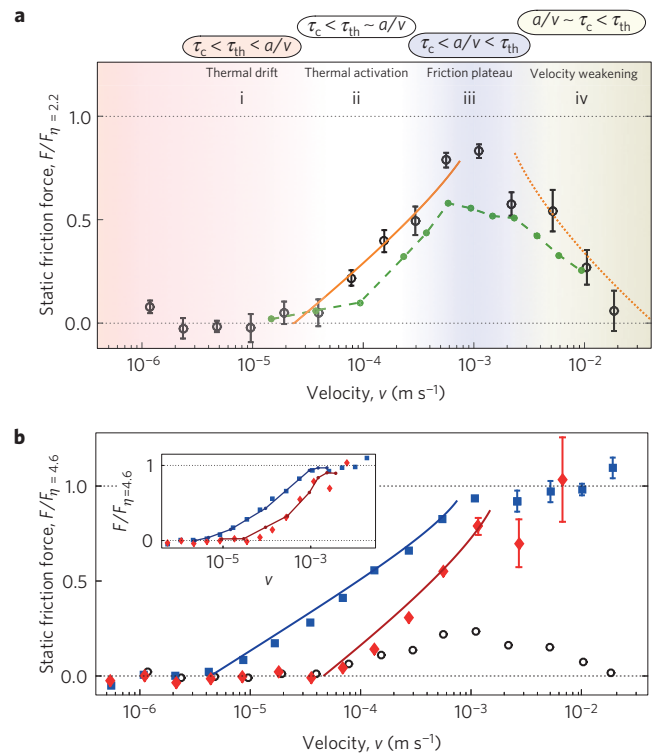 a
τc < τth < a/v
τc < τth ~ a/v
τc < a/v < τth
a/v ~ τc < τth
Thermal drift
Thermal activation
Friction plateau
Velocity weakening
i
ii
iii
iv
Static friction force, F/Fη = 2.2
1.0
0.5
0.0
10⁻⁶
10⁻⁵
10⁻⁴
10⁻³
10⁻²
Velocity, v (m s⁻¹)
b
Static friction force, F/Fη = 4.6
1.0
0.5
0.0
F/Fη=4.6
1
0
10⁻⁵
10⁻³
v
10⁻⁶
10⁻⁵
10⁻⁴
10⁻³
10⁻²
Velocity, v (m s⁻¹)